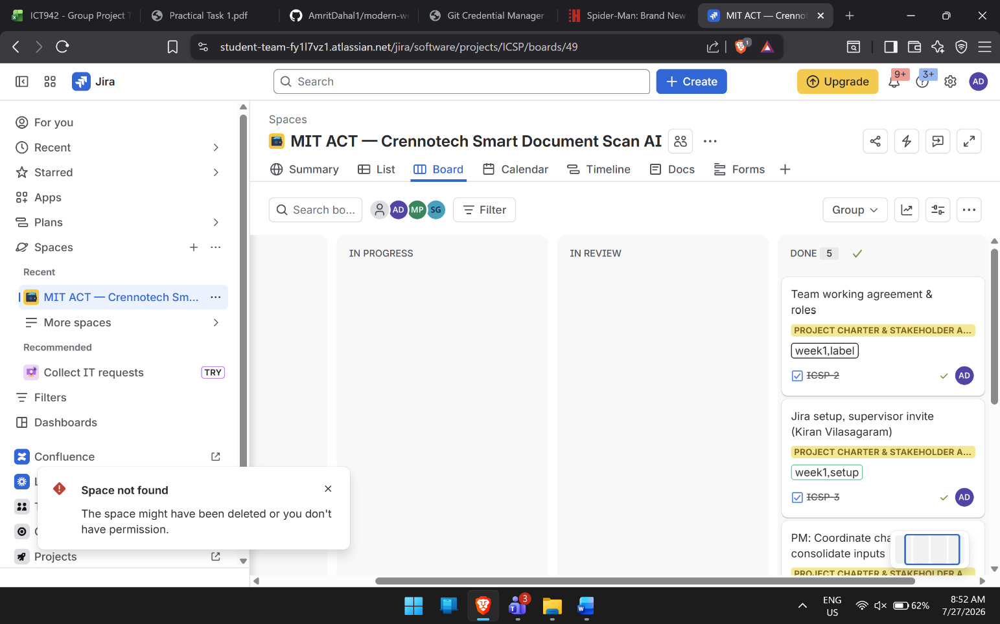 ICT942 - Group Project T
Practical Task 1.pdf
AmritDahal1/modern-we
Git Credential Manager
Spider-Man: Brand New
MIT ACT — Crenno
student-team-fy1l7vz1.atlassian.net/jira/software/projects/ICSP/boards/49
1
Jira
Search
Create
Upgrade
9+
3+
AD
For you
Recent
Starred
Apps
Plans
Spaces
Recent
MIT ACT — Crennotech Sm...
More spaces
Recommended
Collect IT requests
TRY
Filters
Dashboards
Confluence
Projects
Spaces
MIT ACT — Crennotech Smart Document Scan AI
Summary
List
Board
Calendar
Timeline
Docs
Forms
Search bo...
AD
MP
SG
Filter
Group
IN PROGRESS
IN REVIEW
DONE 5
Team working agreement &
roles
PROJECT CHARTER & STAKEHOLDER A...
week1,label
ICSP-2
AD
Jira setup, supervisor invite
(Kiran Vilasagaram)
PROJECT CHARTER & STAKEHOLDER A...
week1,setup
ICSP-3
AD
PM: Coordinate cha
consolidate inputs
PROJECT CHARTER & STAKEHOLDER A...
Space not found
The space might have been deleted or you don't
have permission.
3
ENG
US
62%
8:52 AM
7/27/2026